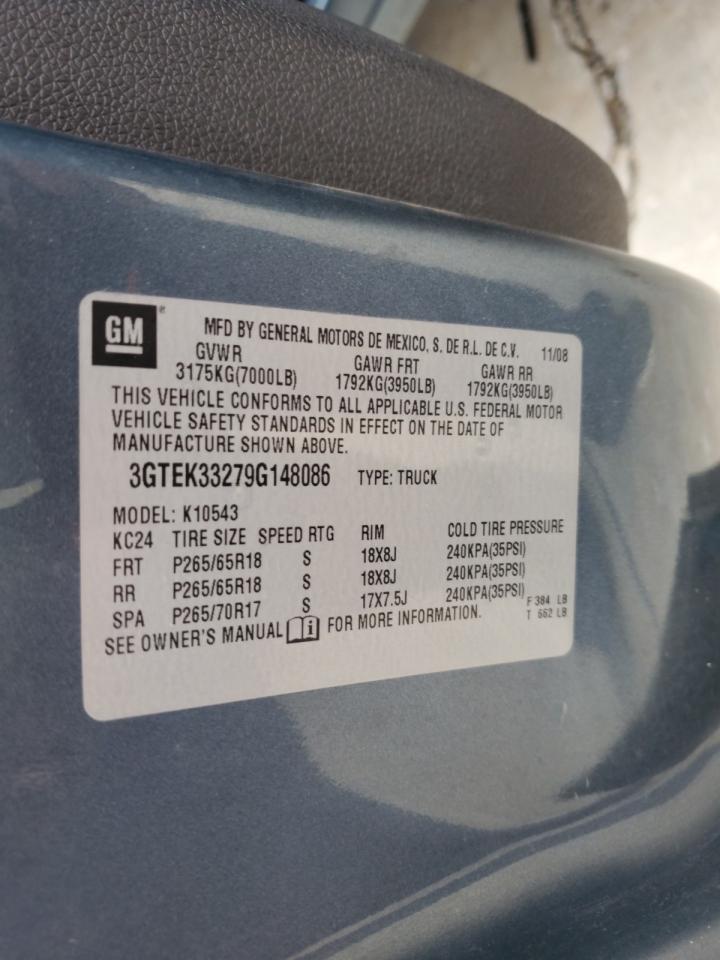 GM ®
MFD BY GENERAL MOTORS DE MEXICO, S. DE R.L. DE C.V. 11/08
GVWR GAWR FRT GAWR RR
3175KG(7000LB) 1792KG(3950LB) 1792KG(3950LB)
THIS VEHICLE CONFORMS TO ALL APPLICABLE U.S. FEDERAL MOTOR
VEHICLE SAFETY STANDARDS IN EFFECT ON THE DATE OF
MANUFACTURE SHOWN ABOVE.
3GTEK33279G148086 TYPE: TRUCK
MODEL: K10543
KC24 TIRE SIZE SPEED RTG RIM COLD TIRE PRESSURE
FRT P265/65R18 S 18X8J 240KPA(35PSI)
RR P265/65R18 S 18X8J 240KPA(35PSI)
SPA P265/70R17 S 17X7.5J 240KPA(35PSI) F 384 LB
T 662 LB
SEE OWNER'S MANUAL i FOR MORE INFORMATION.